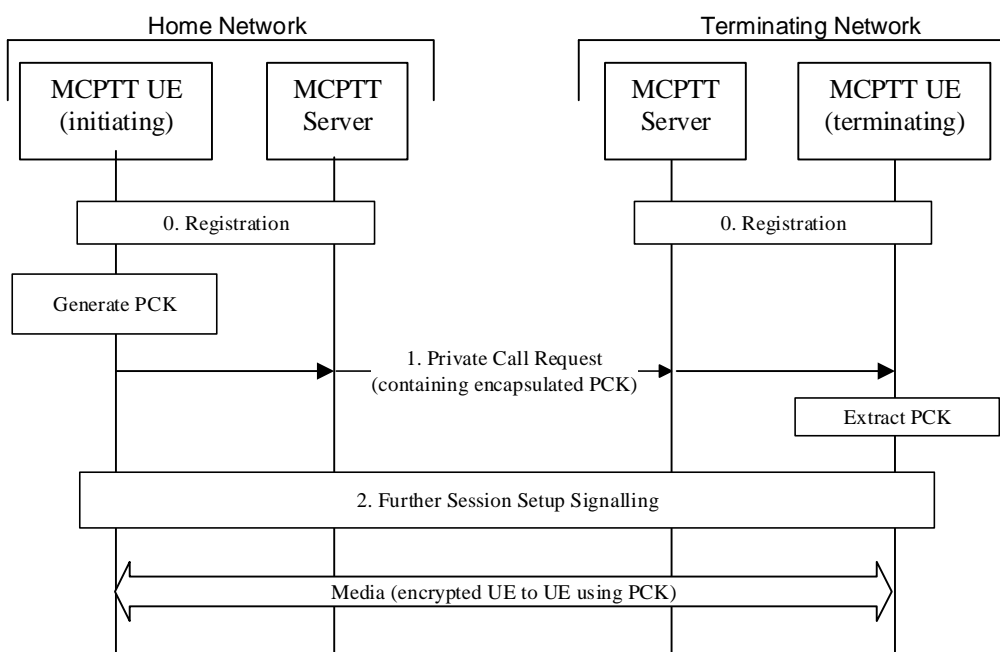 Home Network
Terminating Network
MCPTT UE
(initiating)
MCPTT
Server
MCPTT
Server
MCPTT UE
(terminating)
0. Registration
0. Registration
Generate PCK
1. Private Call Request
(containing encapsulated PCK)
Extract PCK
2. Further Session Setup Signalling
Media (encrypted UE to UE using PCK)